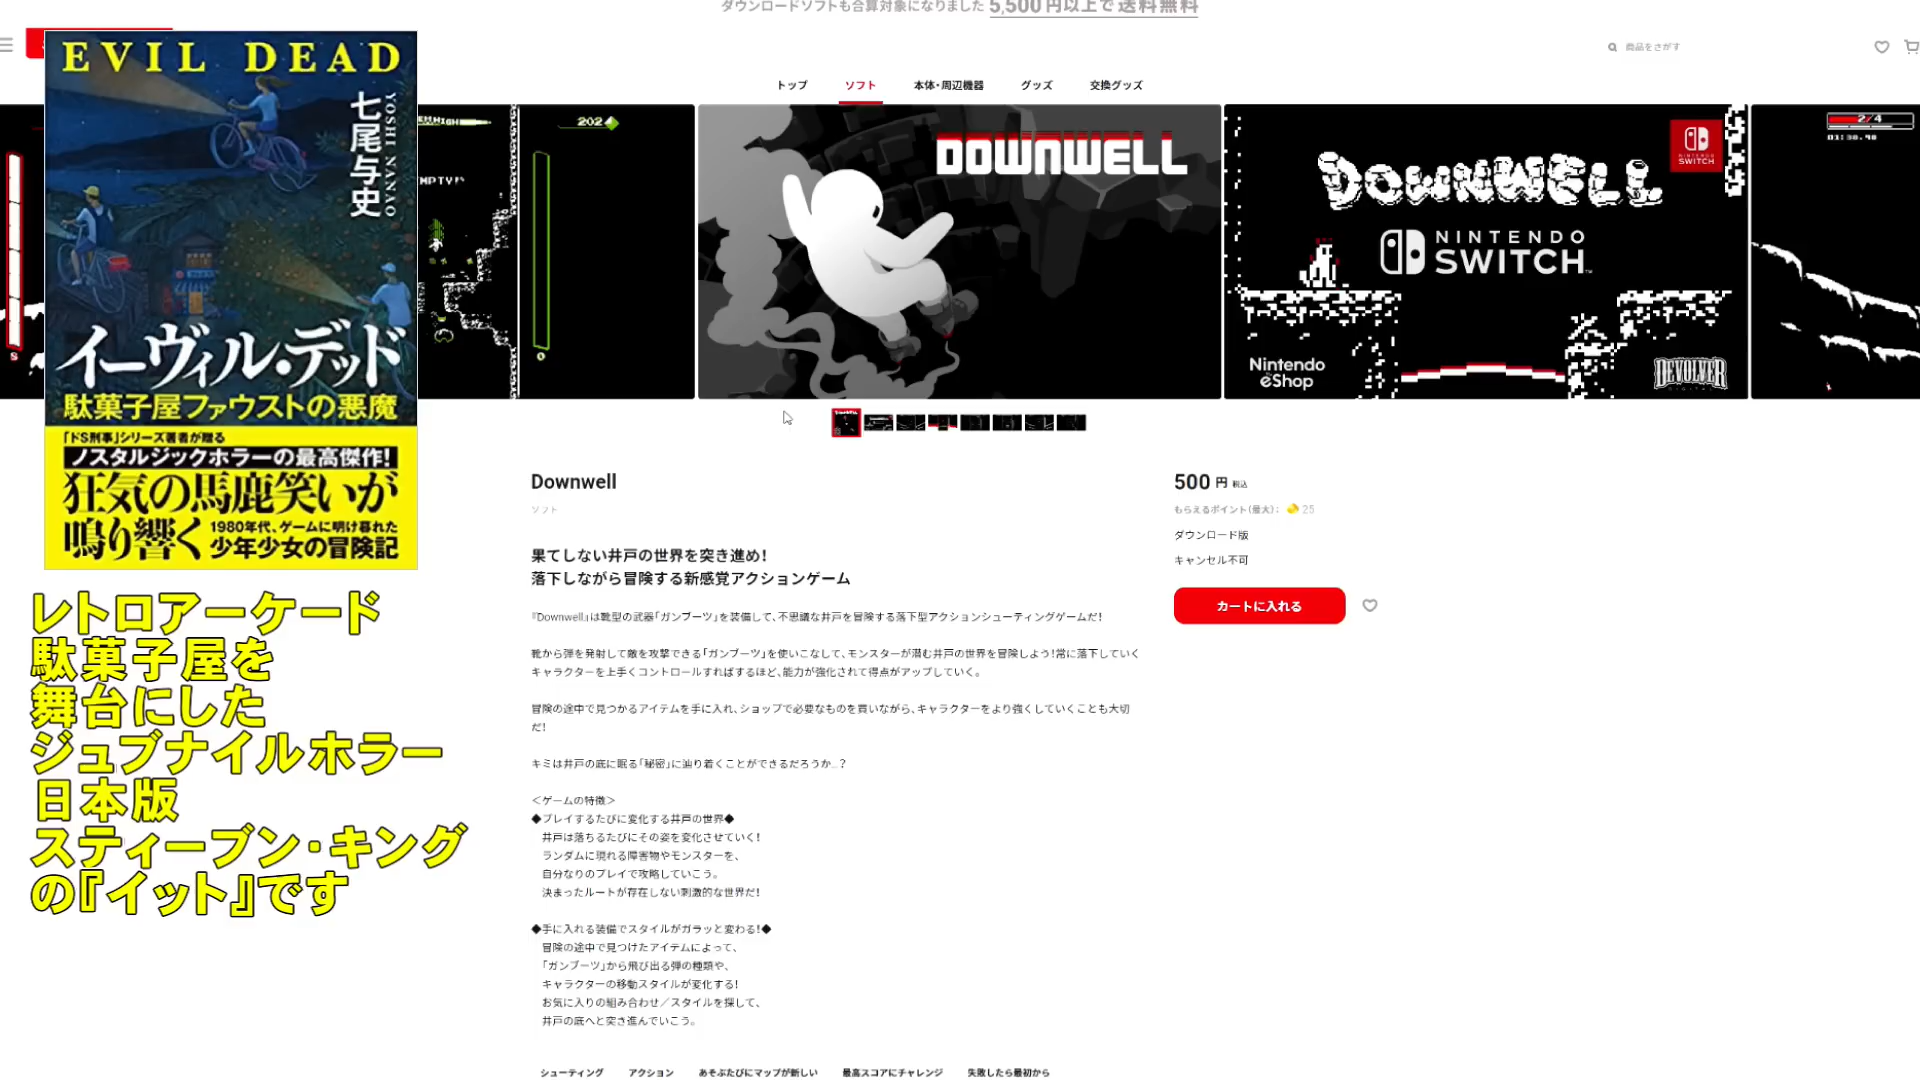 ダウンロードソフトも合算対象になりました 5,500円以上で送料無料
商品をさがす
トップ
ソフト
本体・周辺機器
グッズ
交換グッズ
EVIL DEAD
七尾与史
YOSHI NANAO
イーヴィル・デッド
駄菓子屋ファウストの悪魔
「ドS刑事」シリーズ著者が贈る
ノスタルジックホラーの最高傑作!
狂気の馬鹿笑いが
鳴り響く
1980年代、ゲームに明け暮れた
少年少女の冒険記
レトロアーケード
駄菓子屋を
舞台にした
ジュブナイルホラー
日本版
スティーブン・キング
の『イット』です
202
DOWNWELL
DOWNWELL
NINTENDO
SWITCH
NINTENDO
SWITCH
Nintendo
eShop
DEVOLVER
DIGITAL
2/4
01:38.90
Downwell
ソフト
果てしない井戸の世界を突き進め!
落下しながら冒険する新感覚アクションゲーム
『Downwell』は靴型の武器「ガンブーツ」を装備して、不思議な井戸を冒険する落下型アクションシューティングゲームだ!
靴から弾を発射して敵を攻撃できる「ガンブーツ」を使いこなして、モンスターが潜む井戸の世界を冒険しよう!常に落下していく
キャラクターを上手くコントロールすればするほど、能力が強化されて得点がアップしていく。
冒険の途中で見つかるアイテムを手に入れ、ショップで必要なものを買いながら、キャラクターをより強くしていくことも大切
だ!
キミは井戸の底に眠る「秘密」に辿り着くことができるだろうか…?
＜ゲームの特徴＞
◆プレイするたびに変化する井戸の世界◆
井戸は落ちるたびにその姿を変化させていく!
ランダムに現れる障害物やモンスターを、
自分なりのプレイで攻略していこう。
決まったルートが存在しない刺激的な世界だ!
◆手に入れる装備でスタイルがガラッと変わる!◆
冒険の途中で見つけたアイテムによって、
「ガンブーツ」から飛び出る弾の種類や、
キャラクターの移動スタイルが変化する!
お気に入りの組み合わせ／スタイルを探して、
井戸の底へと突き進んでいこう。
シューティング
アクション
あそぶたびにマップが新しい
最高スコアにチャレンジ
失敗したら最初から
500 円 税込
もらえるポイント(最大): 25
ダウンロード版
キャンセル不可
カートに入れる